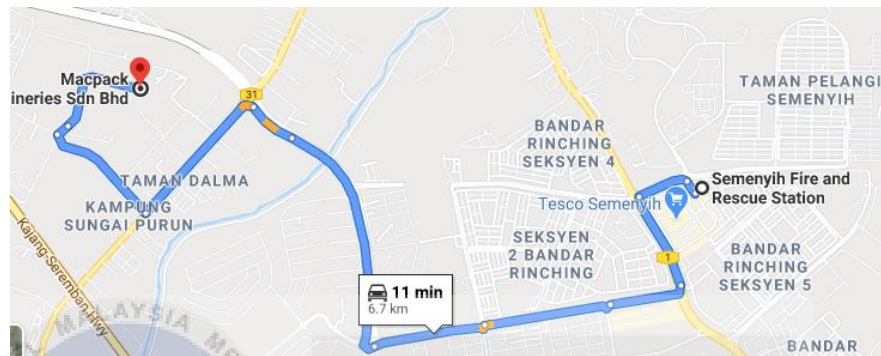 Macpack
ineries Sdn Bhd
31
TAMAN PELANGI
SEMENYIH
BANDAR
RINCHING
SEKSYEN 4
TAMAN DALMA
KAMPUNG
SUNGAI PURUN
Semenyih Fire and
Rescue Station
Tesco Semenyih
SEKSYEN
2 BANDAR
RINCHING
1
BANDAR
RINCHING
SEKSYEN 5
Kajang-Seremban Hwy
11 min
6.7 km
MALAYSIA
BANDAR